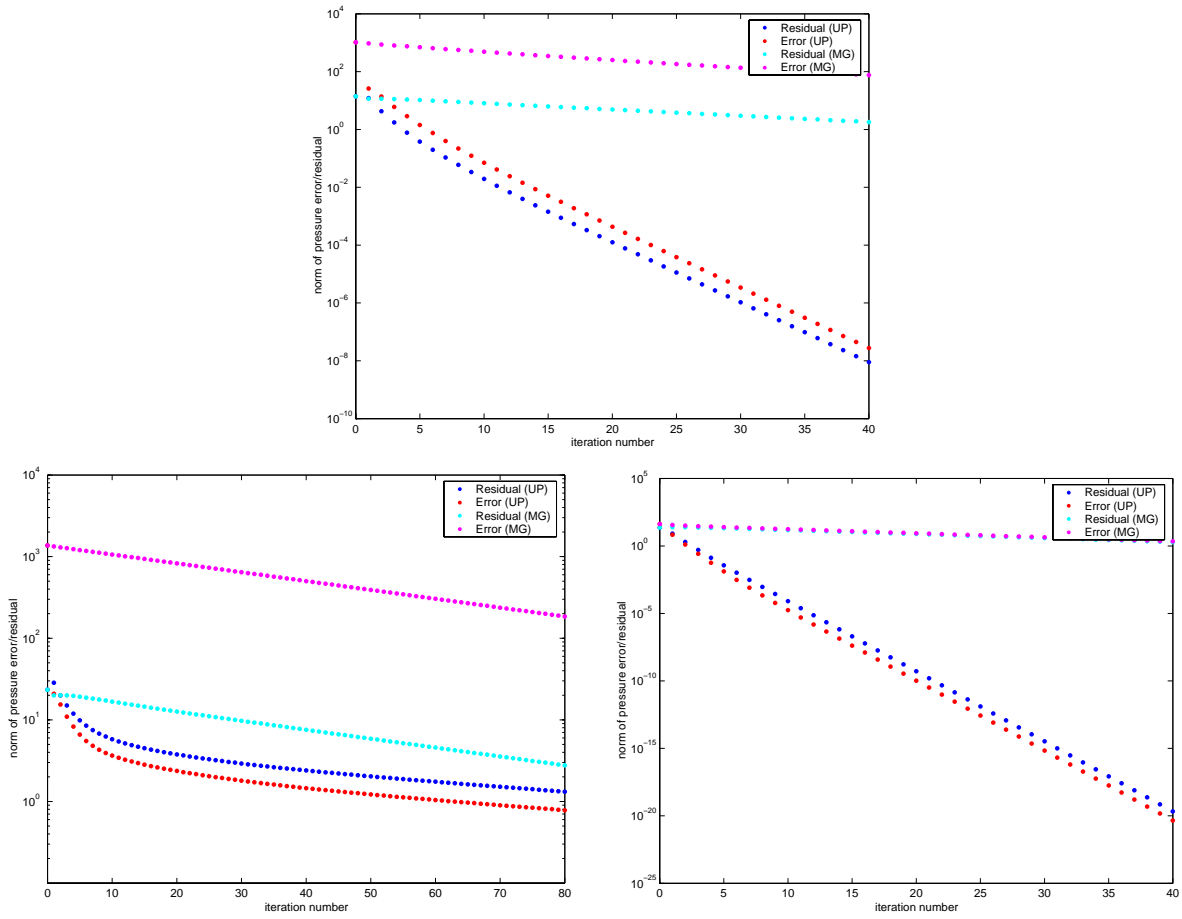 10^4
10^2
10^0
10^−2
10^−4
10^−6
10^−8
10^−10
norm of pressure error/residual
Residual (UP)
Error (UP)
Residual (MG)
Error (MG)
0 5 10 15 20 25 30 35 40
iteration number
10^4
10^3
10^2
10^1
10^0
norm of pressure error/residual
Residual (UP)
Error (UP)
Residual (MG)
Error (MG)
0 10 20 30 40 50 60 70 80
iteration number
10^5
10^0
10^−5
10^−10
10^−15
10^−20
10^−25
norm of pressure error/residual
Residual (UP)
Error (UP)
Residual (MG)
Error (MG)
0 5 10 15 20 25 30 35 40
iteration number